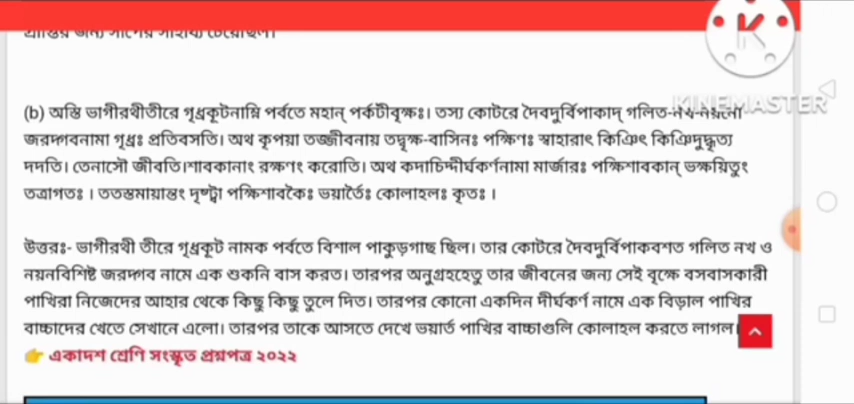 KINEMASTER
(b) অস্তি ভাগীরথীতীরে গৃধ্রকূটনাম্নি পর্বতে মহান্ পর্কটীবৃক্ষঃ। তস্য কোটরে দৈবদুর্বিপাকাদ্ গলিত-নখ-নয়নো
জরদ্গবনামা গৃধ্রঃ প্রতিবসতি। অথ কৃপয়া তজ্জীবনায় তদ্বৃক্ষ-বাসিনঃ পক্ষিণঃ স্বাহারাৎ কিঞ্চিৎ কিঞ্চিদুদ্ধৃত্য
দদতি। তেনাসৌ জীবতি।শাবকানাং রক্ষণং করোতি। অথ কদাচিদ্দীর্ঘকর্ণনামা মার্জারঃ পক্ষিশাবকান্ ভক্ষয়িতুং
তত্রাগতঃ । ততস্তমায়ান্তং দৃষ্ট্বা পক্ষিশাবকৈঃ ভয়ার্তৈঃ কোলাহলঃ কৃতঃ ।
উত্তরঃ- ভাগীরথী তীরে গৃধ্রকূট নামক পর্বতে বিশাল পাকুড়গাছ ছিল। তার কোটরে দৈবদুর্বিপাকবশত গলিত নখ ও
নয়নবিশিষ্ট জরদ্গব নামে এক শুকনি বাস করত। তারপর অনুগ্রহহেতু তার জীবনের জন্য সেই বৃক্ষে বসবাসকারী
পাখিরা নিজেদের আহার থেকে কিছু কিছু তুলে দিত। তারপর কোনো একদিন দীর্ঘকর্ণ নামে এক বিড়াল পাখির
বাচ্চাদের খেতে সেখানে এলো। তারপর তাকে আসতে দেখে ভয়ার্ত পাখির বাচ্চাগুলি কোলাহল করতে লাগল।
👉 একাদশ শ্রেণি সংস্কৃত প্রশ্নপত্র ২০২২